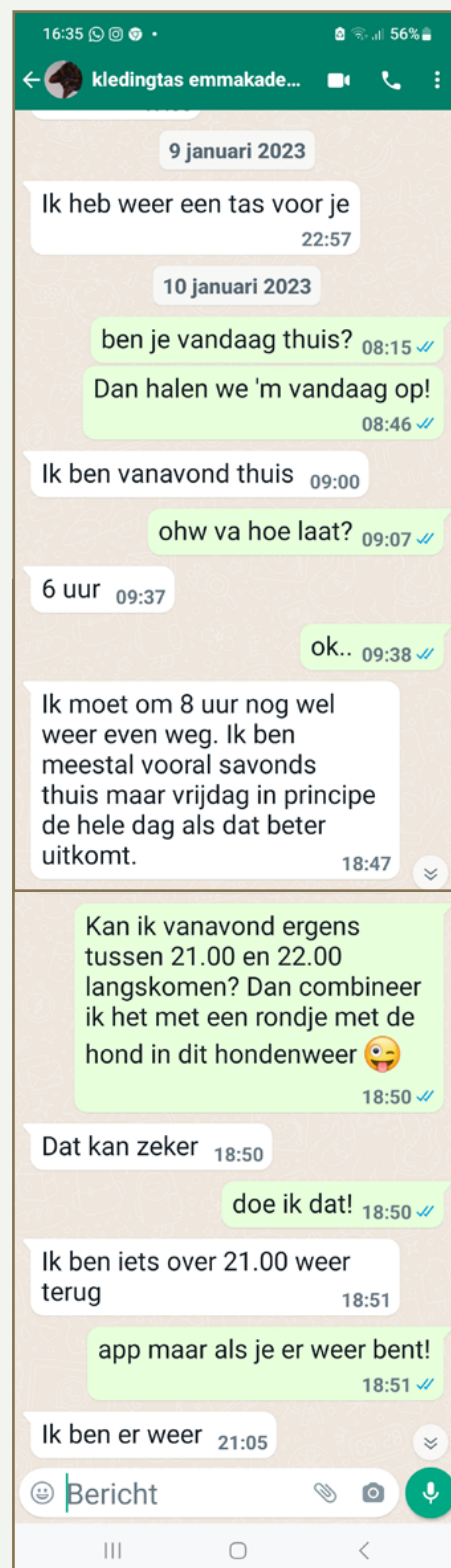 16:35
56%
kledingtas emmakade...
9 januari 2023
Ik heb weer een tas voor je
22:57
10 januari 2023
ben je vandaag thuis? 08:15
Dan halen we 'm vandaag op!
08:46
Ik ben vanavond thuis 09:00
ohw va hoe laat? 09:07
6 uur 09:37
ok.. 09:38
Ik moet om 8 uur nog wel
weer even weg. Ik ben
meestal vooral savonds
thuis maar vrijdag in principe
de hele dag als dat beter
uitkomt. 18:47
Kan ik vanavond ergens
tussen 21.00 en 22.00
langskomen? Dan combineer
ik het met een rondje met de
hond in dit hondenweer 😜
18:50
Dat kan zeker 18:50
doe ik dat! 18:50
Ik ben iets over 21.00 weer
terug 18:51
app maar als je er weer bent!
18:51
Ik ben er weer 21:05
Bericht